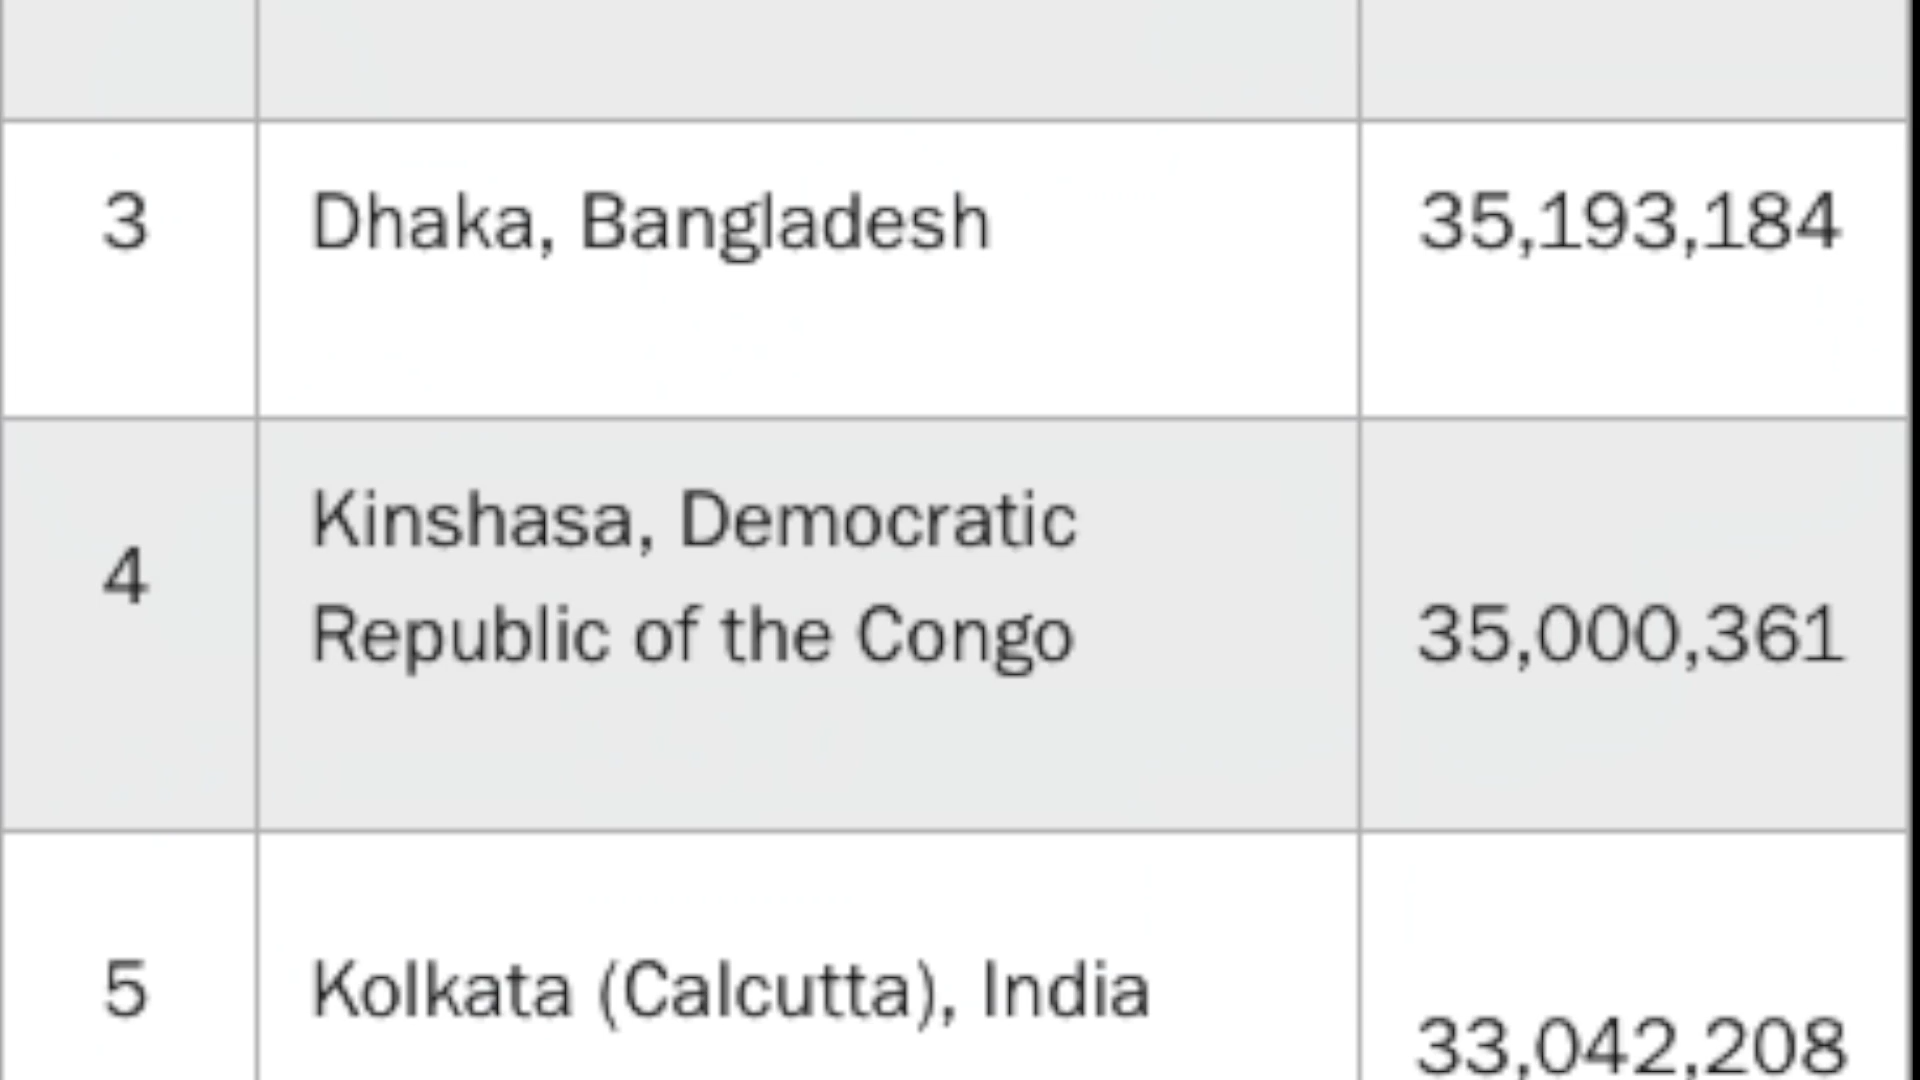 3 Dhaka, Bangladesh 35,193,184
Kinshasa, Democratic
4
Republic of the Congo 35,000,361
5 Kolkata (Calcutta), India
33,042,208